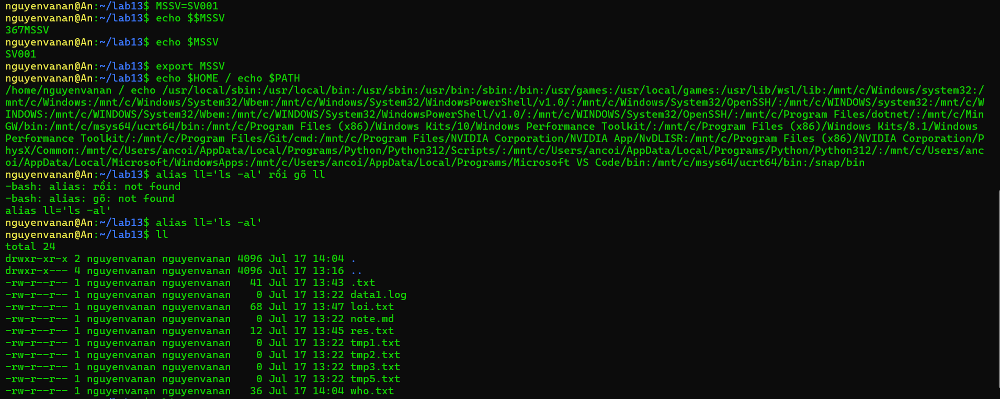 nguyenvanan@An:~/lab13$ MSSV=SV001
nguyenvanan@An:~/lab13$ echo $$MSSV
367MSSV
nguyenvanan@An:~/lab13$ echo $MSSV
SV001
nguyenvanan@An:~/lab13$ export MSSV
nguyenvanan@An:~/lab13$ echo $HOME / echo $PATH
/home/nguyenvanan / echo /usr/local/sbin:/usr/local/bin:/usr/sbin:/usr/bin:/sbin:/bin:/usr/games:/usr/local/games:/usr/lib/wsl/lib:/mnt/c/Windows/system32:/
mnt/c/Windows:/mnt/c/Windows/System32/Wbem:/mnt/c/Windows/System32/WindowsPowerShell/v1.0/:/mnt/c/Windows/System32/OpenSSH/:/mnt/c/WINDOWS/system32:/mnt/c/W
INDOWS:/mnt/c/WINDOWS/System32/Wbem:/mnt/c/WINDOWS/System32/WindowsPowerShell/v1.0/:/mnt/c/WINDOWS/System32/OpenSSH/:/mnt/c/Program Files/dotnet/:/mnt/c/Min
GW/bin:/mnt/c/msys64/ucrt64/bin:/mnt/c/Program Files (x86)/Windows Kits/10/Windows Performance Toolkit/:/mnt/c/Program Files (x86)/Windows Kits/8.1/Windows
Performance Toolkit/:/mnt/c/Program Files/Git/cmd:/mnt/c/Program Files/NVIDIA Corporation/NVIDIA App/NvDLISR:/mnt/c/Program Files (x86)/NVIDIA Corporation/P
hysX/Common:/mnt/c/Users/ancoi/AppData/Local/Programs/Python/Python312/Scripts/:/mnt/c/Users/ancoi/AppData/Local/Programs/Python/Python312/:/mnt/c/Users/anc
oi/AppData/Local/Microsoft/WindowsApps:/mnt/c/Users/ancoi/AppData/Local/Programs/Microsoft VS Code/bin:/mnt/c/msys64/ucrt64/bin:/snap/bin
nguyenvanan@An:~/lab13$ alias ll='ls -al' rồi gõ ll
-bash: alias: rồi: not found
-bash: alias: gõ: not found
alias ll='ls -al'
nguyenvanan@An:~/lab13$ alias ll='ls -al'
nguyenvanan@An:~/lab13$ ll
total 24
drwxr-xr-x 2 nguyenvanan nguyenvanan 4096 Jul 17 14:04 .
drwxr-x--- 4 nguyenvanan nguyenvanan 4096 Jul 17 13:16 ..
-rw-r--r-- 1 nguyenvanan nguyenvanan   41 Jul 17 13:43 .txt
-rw-r--r-- 1 nguyenvanan nguyenvanan    0 Jul 17 13:22 data1.log
-rw-r--r-- 1 nguyenvanan nguyenvanan   68 Jul 17 13:47 loi.txt
-rw-r--r-- 1 nguyenvanan nguyenvanan    0 Jul 17 13:22 note.md
-rw-r--r-- 1 nguyenvanan nguyenvanan   12 Jul 17 13:45 res.txt
-rw-r--r-- 1 nguyenvanan nguyenvanan    0 Jul 17 13:22 tmp1.txt
-rw-r--r-- 1 nguyenvanan nguyenvanan    0 Jul 17 13:22 tmp2.txt
-rw-r--r-- 1 nguyenvanan nguyenvanan    0 Jul 17 13:22 tmp3.txt
-rw-r--r-- 1 nguyenvanan nguyenvanan    0 Jul 17 13:22 tmp5.txt
-rw-r--r-- 1 nguyenvanan nguyenvanan   36 Jul 17 14:04 who.txt